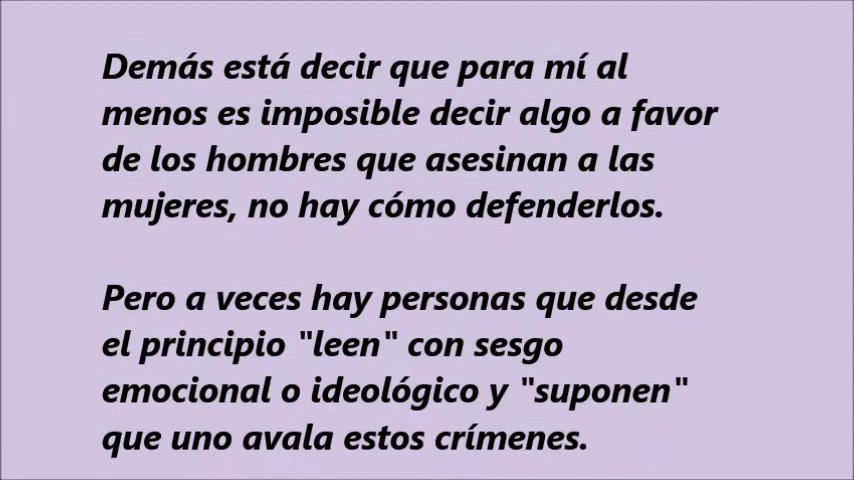 Demás está decir que para mí al
menos es imposible decir algo a favor
de los hombres que asesinan a las
mujeres, no hay cómo defenderlos.
Pero a veces hay personas que desde
el principio "leen" con sesgo
emocional o ideológico y "suponen"
que uno avala estos crímenes.